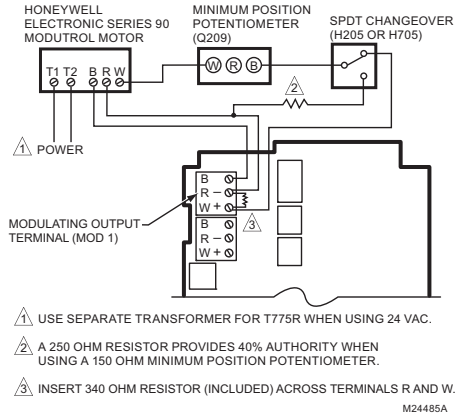 HONEYWELL
ELECTRONIC SERIES 90
MODUTROL MOTOR
MINIMUM POSITION
POTENTIOMETER
(Q209)
SPDT CHANGEOVER
(H205 OR H705)
T1 T2 B R W
W R B
2
1 POWER
B
R –
W +
B
R –
W +
3
MODULATING OUTPUT
TERMINAL (MOD 1)
1 USE SEPARATE TRANSFORMER FOR T775R WHEN USING 24 VAC.
2 A 250 OHM RESISTOR PROVIDES 40% AUTHORITY WHEN
USING A 150 OHM MINIMUM POSITION POTENTIOMETER.
3 INSERT 340 OHM RESISTOR (INCLUDED) ACROSS TERMINALS R AND W.
M24485A